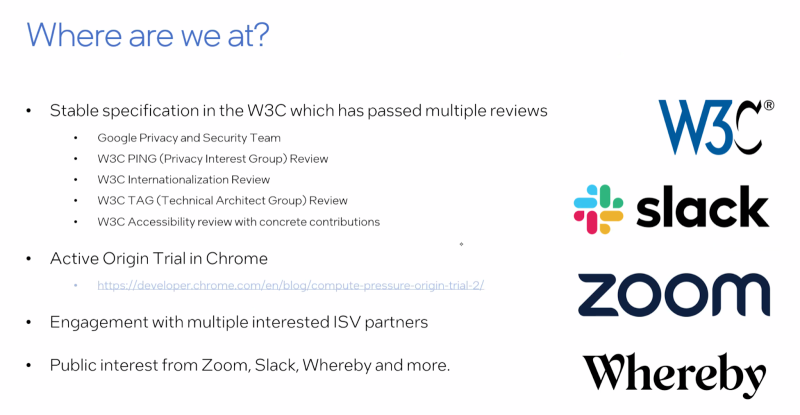 Where are we at?
• Stable specification in the W3C which has passed multiple reviews
• Google Privacy and Security Team
• W3C PING (Privacy Interest Group) Review
• W3C Internationalization Review
• W3C TAG (Technical Architect Group) Review
• W3C Accessibility review with concrete contributions
• Active Origin Trial in Chrome
• https://developer.chrome.com/en/blog/compute-pressure-origin-trial-2/
• Engagement with multiple interested ISV partners
• Public interest from Zoom, Slack, Whereby and more.
W3C®
slack
zoom
Whereby